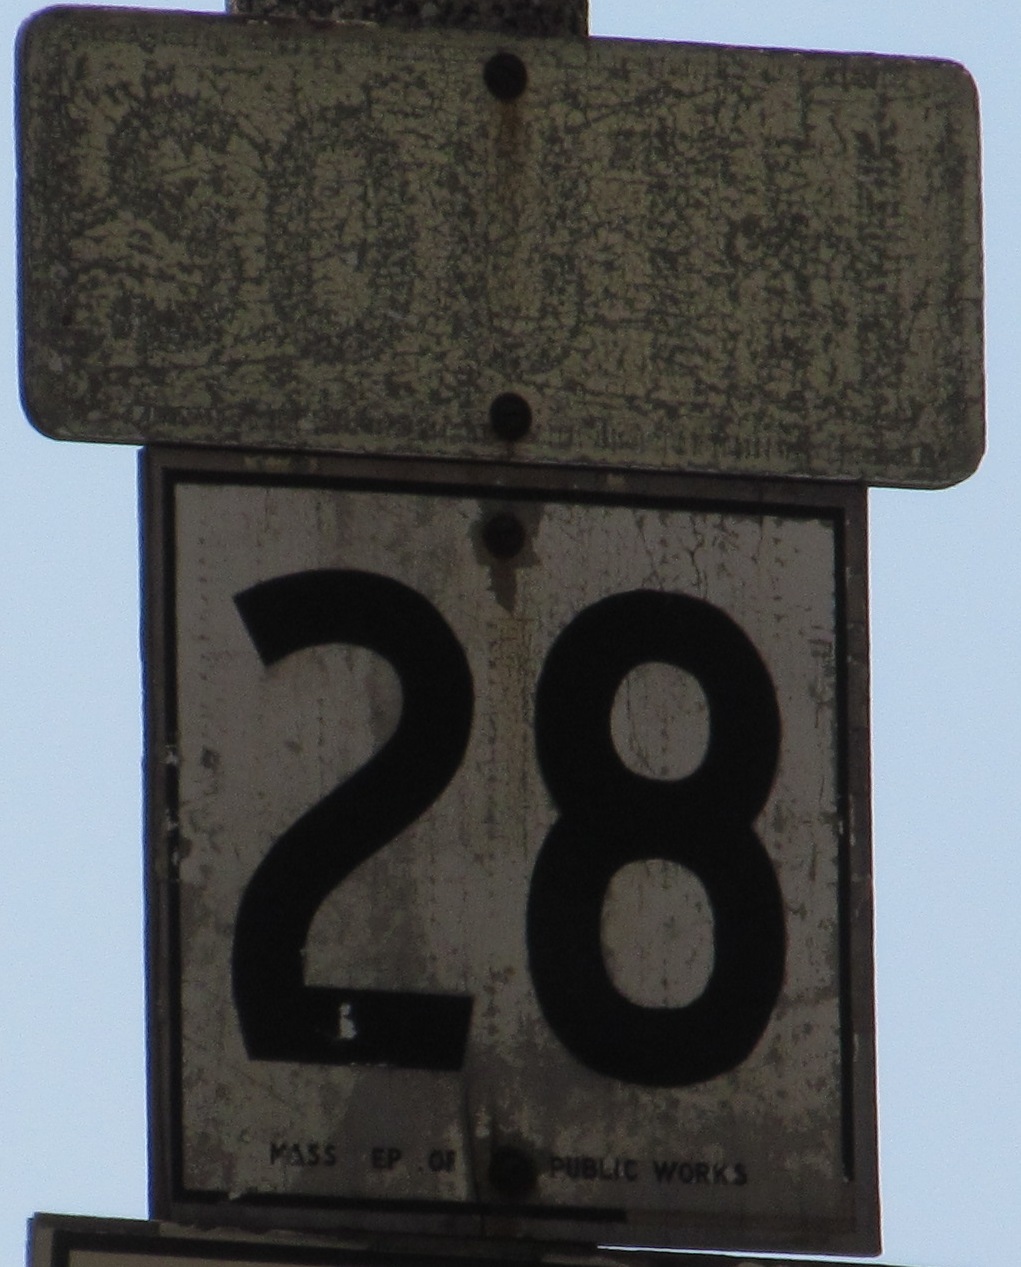 SOUTH
28
MASS EP . OF PUBLIC WORKS